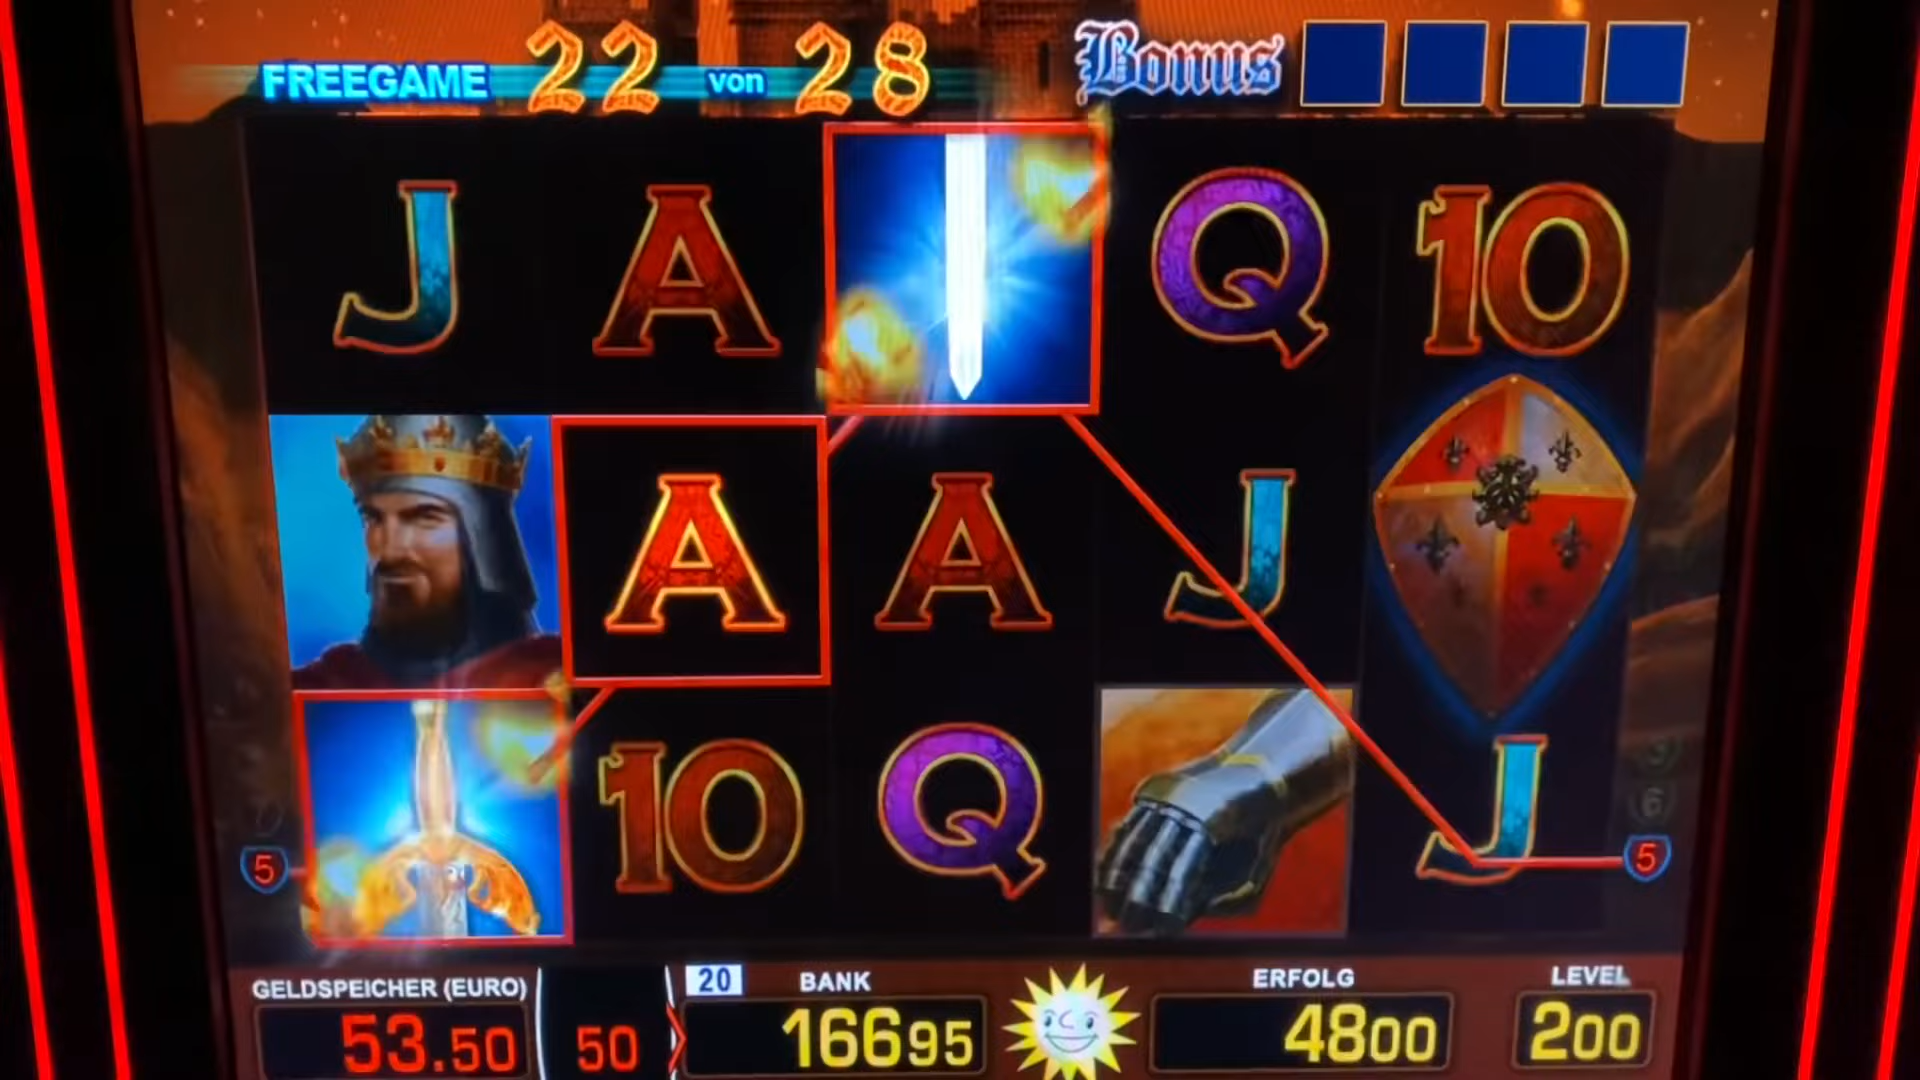 FREEGAME 22 von 28 Bonus
J A Q 10
A A J
10 Q J
5 5
6
GELDSPEICHER (EURO) 20 BANK ERFOLG LEVEL
53.50 50 16695 4800 200